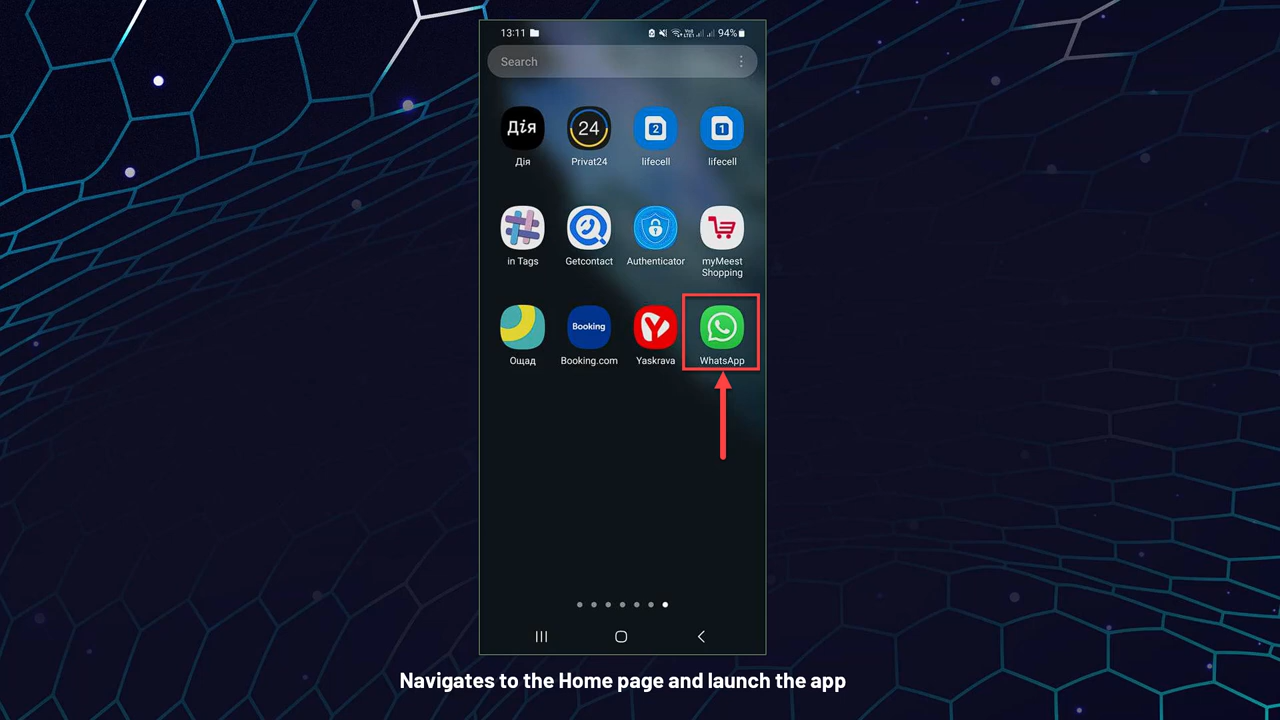 13:11
94%
Search
Дія
24
2
1
Дія
Privat24
lifecell
lifecell
in Tags
Getcontact
Authenticator
myMeest
Shopping
Booking
Ощад
Booking.com
Yaskrava
WhatsApp
Navigates to the Home page and launch the app